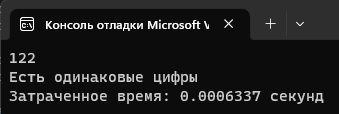 Консоль отладки Microsoft V
122
Есть одинаковые цифры
Затраченное время: 0.0006337 секунд